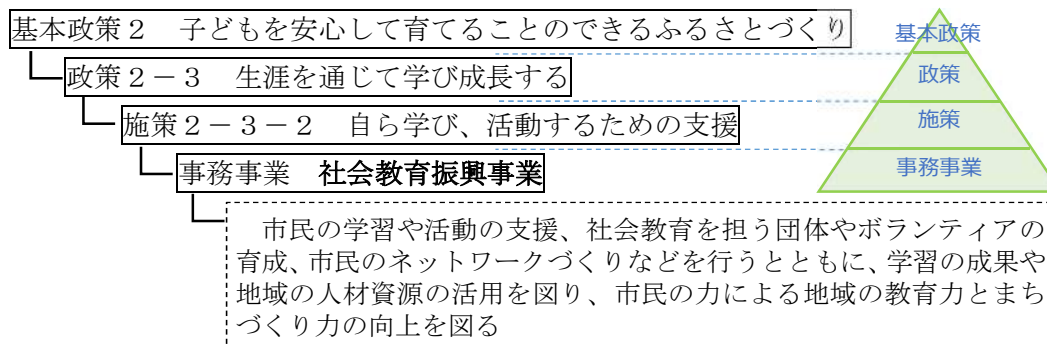 基本政策２　子どもを安心して育てることのできるふるさとづくり
政策２－３　生涯を通じて学び成長する
施策２－３－２　自ら学び、活動するための支援
事務事業　社会教育振興事業
市民の学習や活動の支援、社会教育を担う団体やボランティアの
育成、市民のネットワークづくりなどを行うとともに、学習の成果や
地域の人材資源の活用を図り、市民の力による地域の教育力とまち
づくり力の向上を図る
基本政策
政策
施策
事務事業